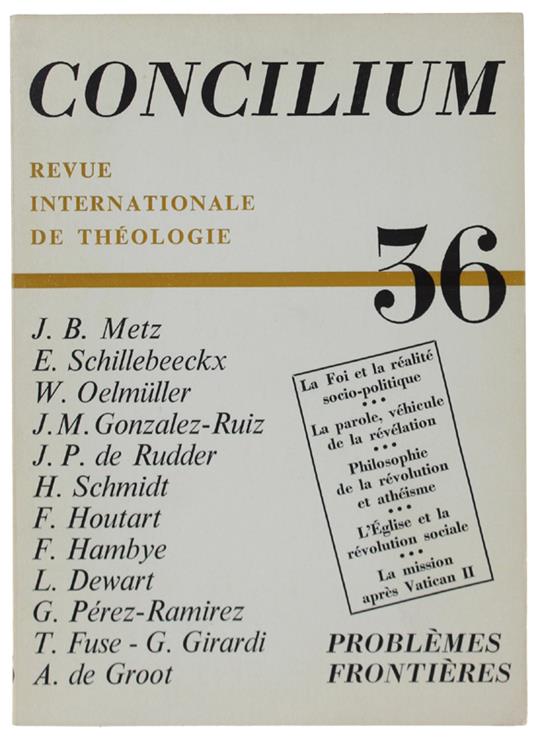 CONCILIUM
REVUE
INTERNATIONALE
DE THÉOLOGIE
36
J. B. Metz
E. Schillebeeckx
W. Oelmüller
J. M. Gonzalez-Ruiz
J. P. de Rudder
H. Schmidt
F. Houtart
F. Hambye
L. Dewart
G. Pérez-Ramirez
T. Fuse - G. Girardi
A. de Groot
La Foi et la réalité
socio-politique
•••
La parole, véhicule
de la révélation
•••
Philosophie
de la révolution
et athéisme
•••
L'Église et la
révolution sociale
•••
La mission
après Vatican II
PROBLÈMES
FRONTIÈRES